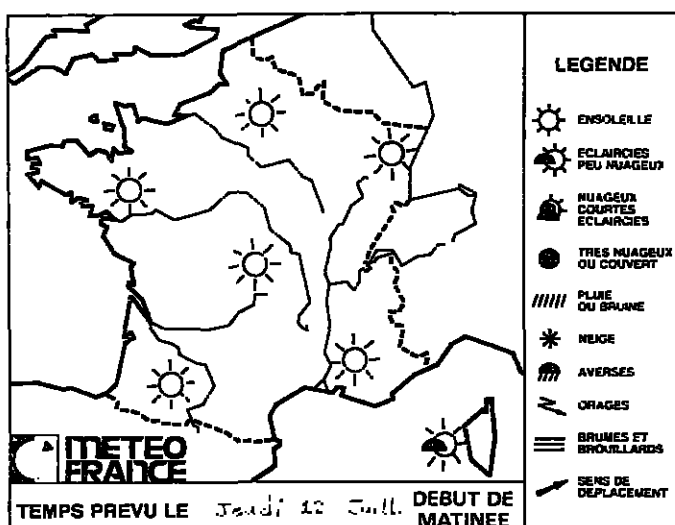 LEGENDE
ENSOLEILLE
ECLAIRCIES
PEU NUAGEUX
NUAGEUX
COURTES
ECLAIRCIES
TRES NUAGEUX
OU COUVERT
PLUIE
OU BRUINE
NEIGE
AVERSES
ORAGES
BRUMES ET
BROUILLARDS
SENS DE
DEPLACEMENT
METEO
FRANCE
TEMPS PREVU LE Jeudi 12 Juill. DEBUT DE
MATINEE